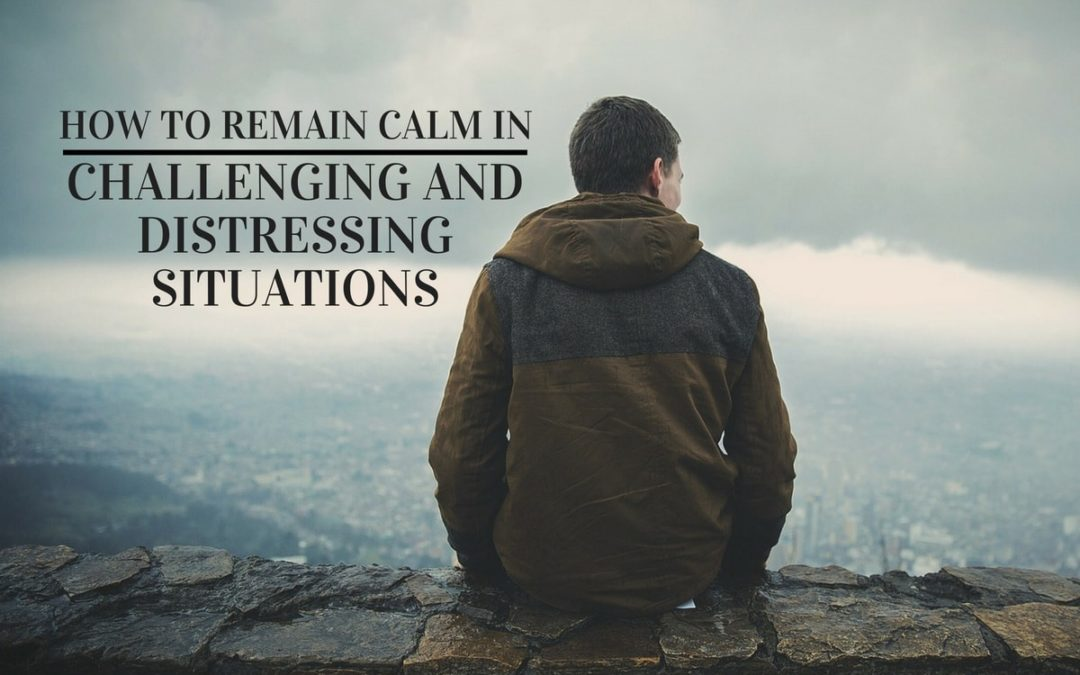 HOW TO REMAIN CALM IN
CHALLENGING AND
DISTRESSING
SITUATIONS